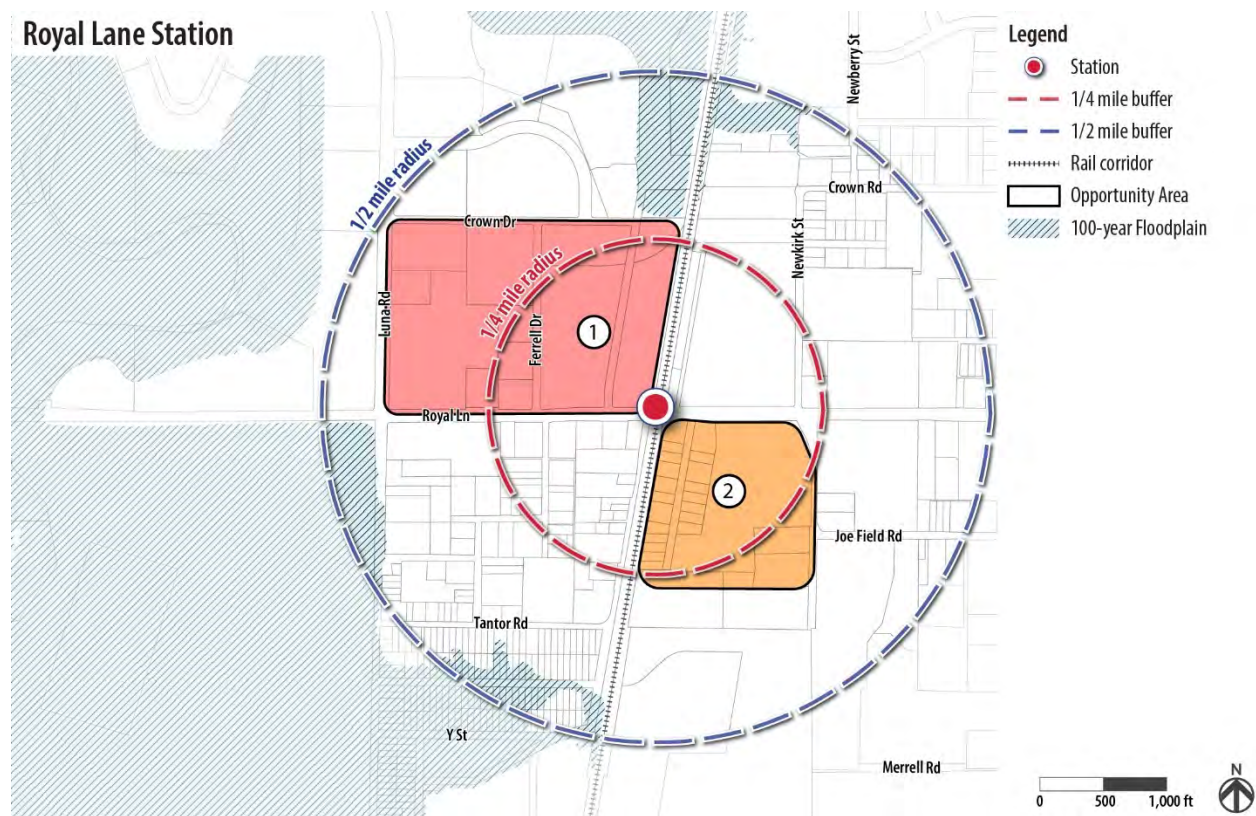 Royal Lane Station
Legend
Station
1/4 mile buffer
1/2 mile buffer
Rail corridor
Opportunity Area
100-year Floodplain
Newberry St
1/2 mile radius
Crown Rd
Crown Dr
Newkirk St
1/4 mile radius
Luna Rd
Ferrell Dr
1
Royal Ln
2
Joe Field Rd
Tantor Rd
Y St
Merrell Rd
N
0 500 1,000 ft